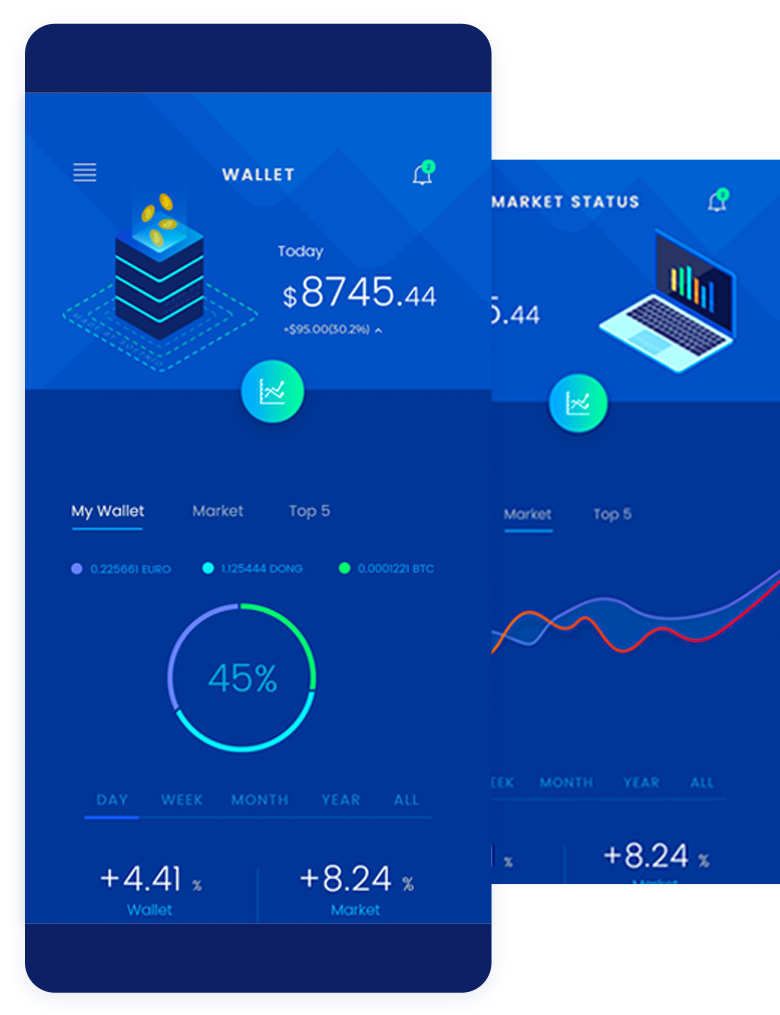 WALLET
2
Today
$8745.44
+$95.00(30.2%)
My Wallet Market Top 5
0.225661 EURO 1.125444 DONG 0.0001221 BTC
45%
DAY WEEK MONTH YEAR ALL
+4.41 % +8.24 %
Wallet Market
MARKET STATUS
5.44
Market Top 5
EEK MONTH YEAR ALL
1 % +8.24 %
Market